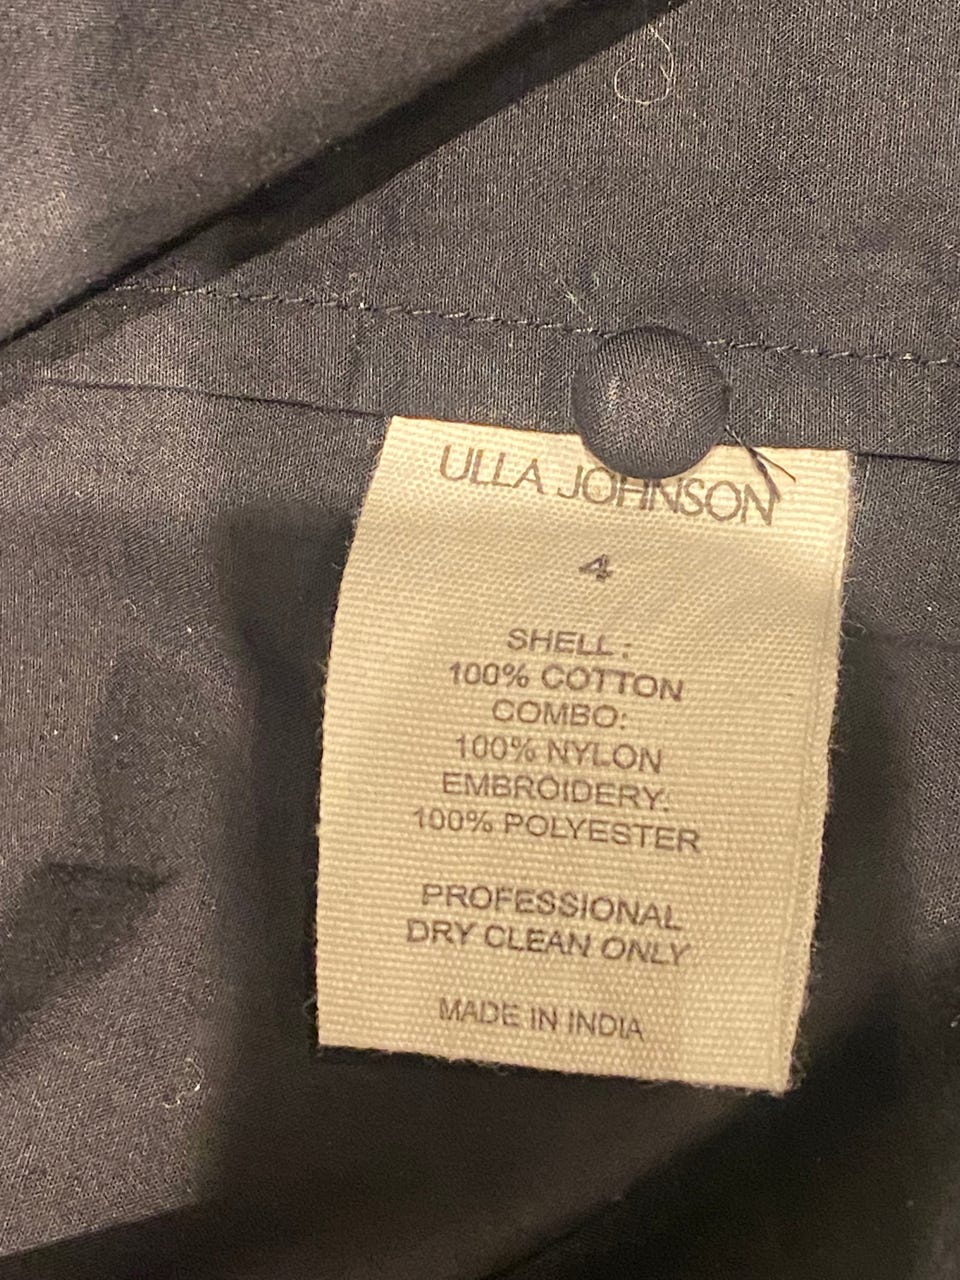 ULLA JOHNSON
4
SHELL:
100% COTTON
COMBO:
100% NYLON
EMBROIDERY:
100% POLYESTER
PROFESSIONAL
DRY CLEAN ONLY
MADE IN INDIA